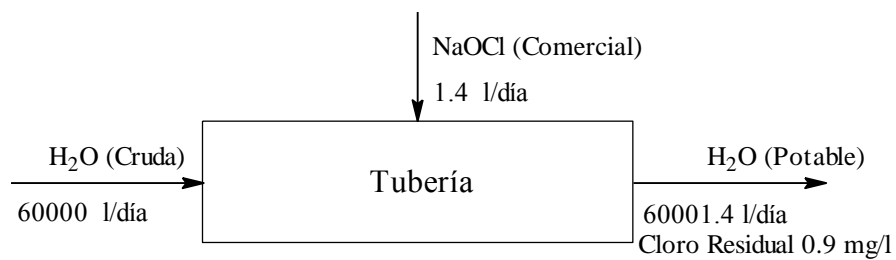 NaOCl (Comercial)
1.4 l/día
H₂O (Cruda)
60000 l/día
Tubería
H₂O (Potable)
60001.4 l/día
Cloro Residual 0.9 mg/l